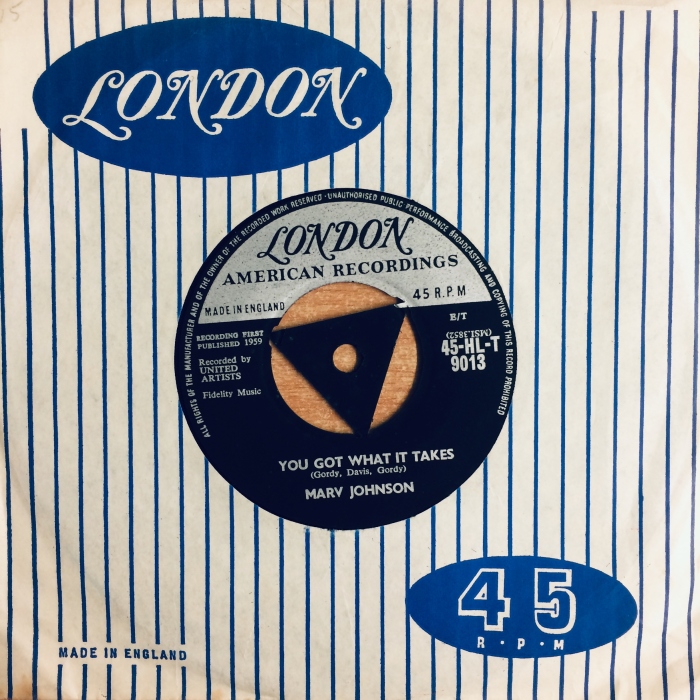 LONDON
ALL RIGHTS OF THE MANUFACTURER AND OF THE OWNER OF THE RECORDED WORK RESERVED · UNAUTHORISED PUBLIC PERFORMANCE BROADCASTING AND COPYING OF THIS RECORD PROHIBITED
LONDON
AMERICAN RECORDINGS
MADE IN ENGLAND
45 R.P.M
RECORDING FIRST
PUBLISHED 1959
Recorded by
UNITED
ARTISTS
Fidelity Music
E/T
(MSL3852)
45-HL-T
9013
YOU GOT WHAT IT TAKES
(Gordy, Davis, Gordy)
MARV JOHNSON
45
R·P·M
MADE IN ENGLAND